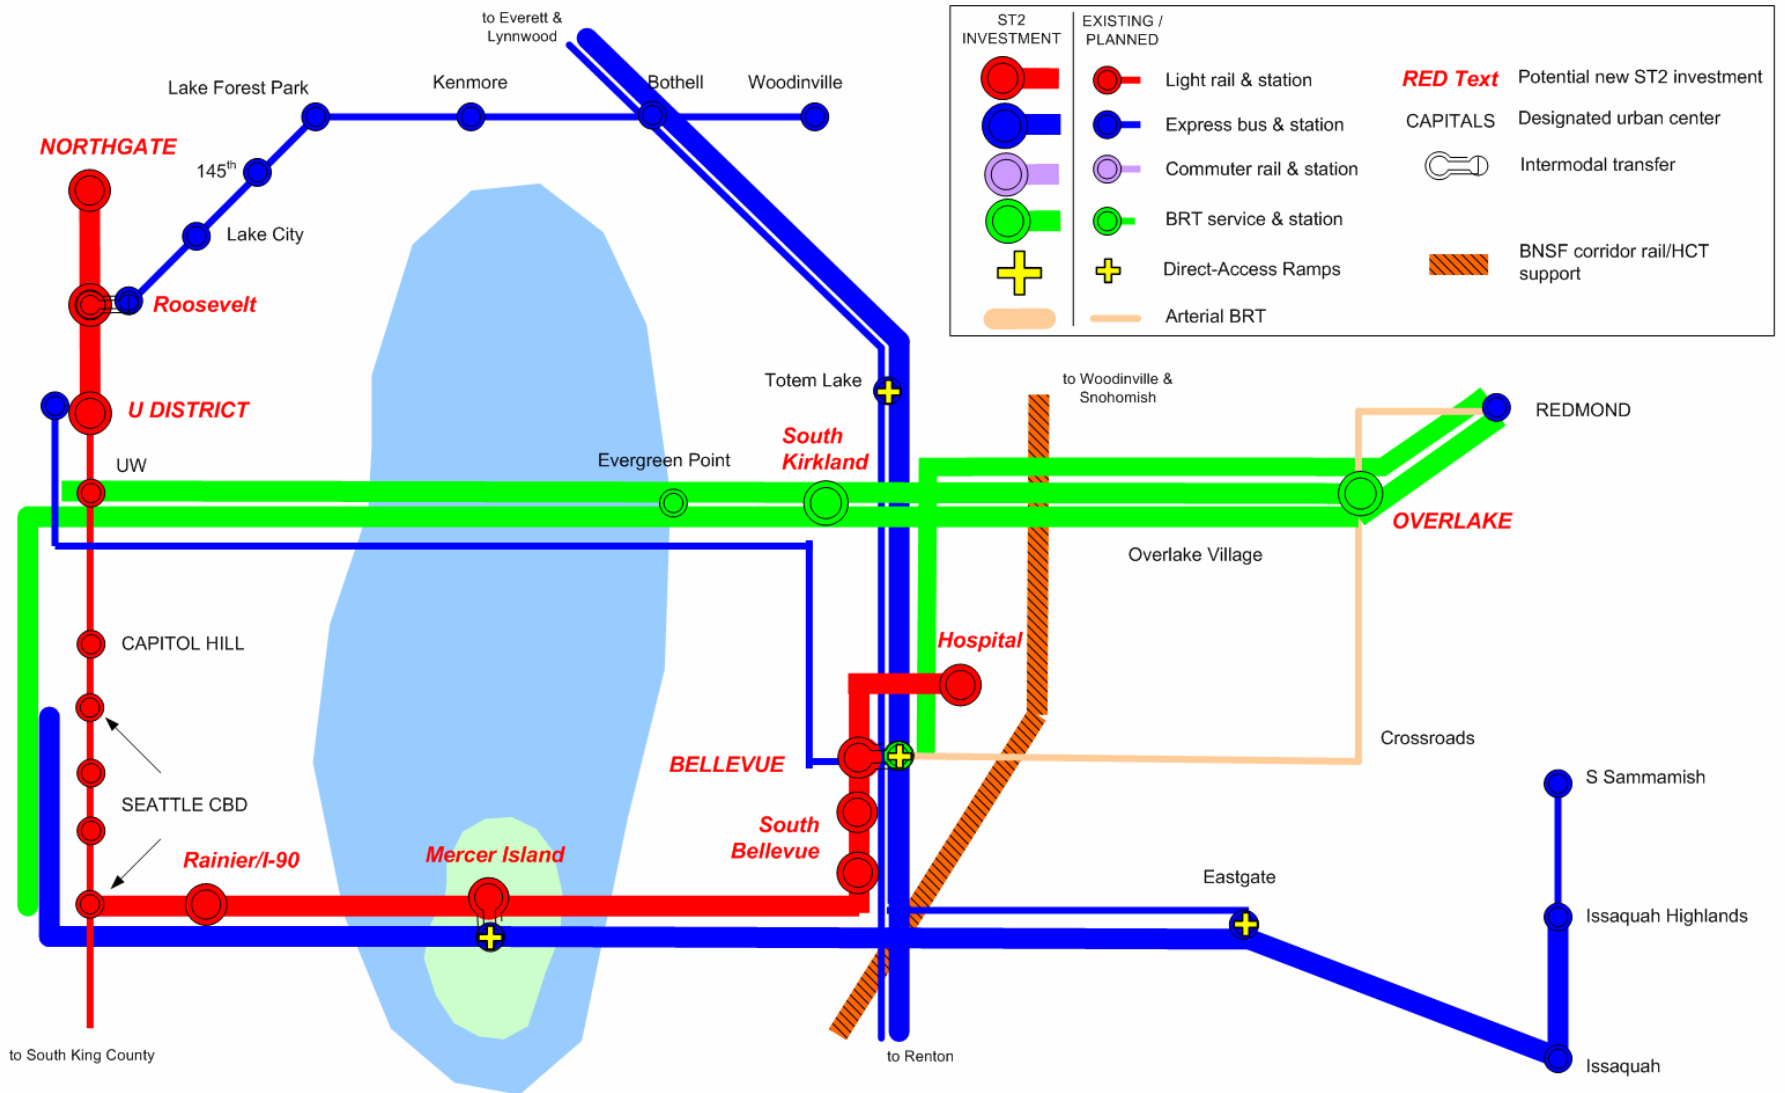 to Everett &
Lynnwood
Lake Forest Park
Kenmore
Bothell
Woodinville
NORTHGATE
145th
Lake City
Roosevelt
U DISTRICT
UW
Totem Lake
to Woodinville &
Snohomish
South
Kirkland
Evergreen Point
REDMOND
OVERLAKE
Overlake Village
CAPITOL HILL
Hospital
Crossroads
BELLEVUE
SEATTLE CBD
South
Bellevue
S Sammamish
Rainier/I-90
Mercer Island
Eastgate
Issaquah Highlands
to South King County
to Renton
Issaquah
ST2
INVESTMENT
EXISTING /
PLANNED
Light rail & station
Express bus & station
Commuter rail & station
BRT service & station
Direct-Access Ramps
Arterial BRT
RED Text
Potential new ST2 investment
CAPITALS
Designated urban center
Intermodal transfer
BNSF corridor rail/HCT
support